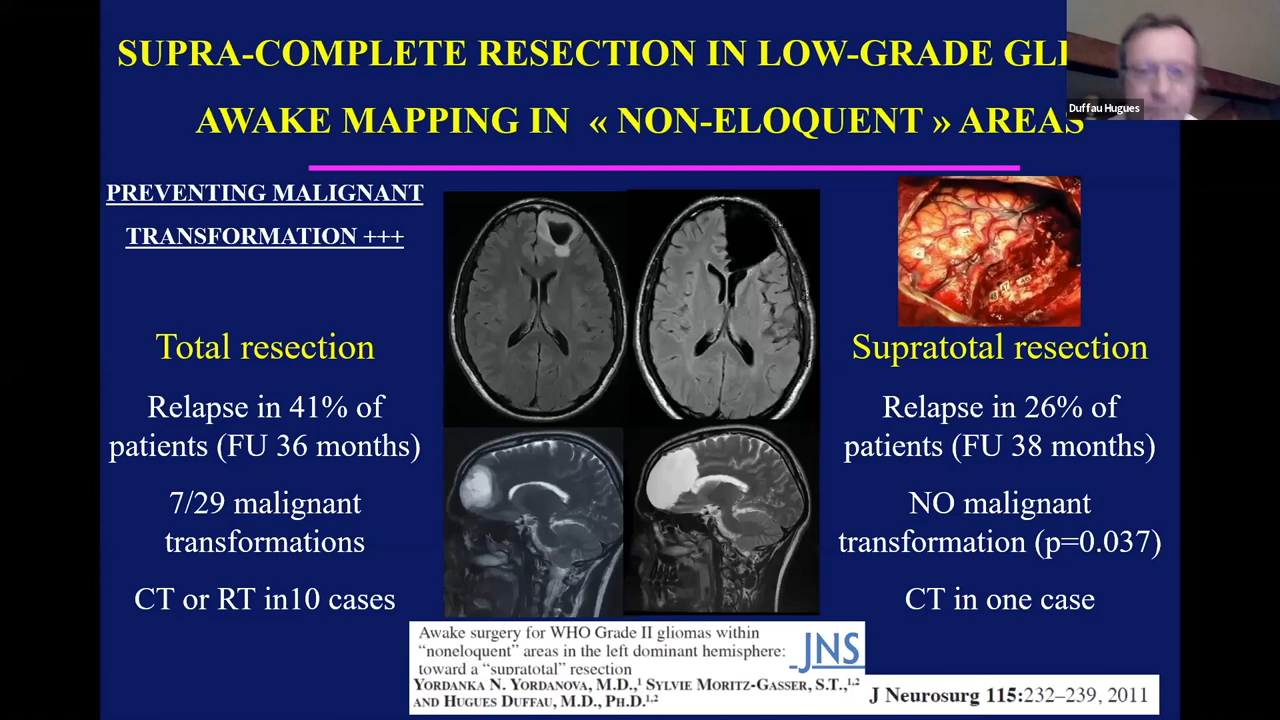 SUPRA-COMPLETE RESECTION IN LOW-GRADE
AWAKE MAPPING IN « NON-ELOQUENT » AREAS
Duffau Hugues
PREVENTING MALIGNANT
TRANSFORMATION +++
Total resection
Relapse in 41% of
patients (FU 36 months)
7/29 malignant
transformations
CT or RT in10 cases
Supratotal resection
Relapse in 26% of
patients (FU 38 months)
NO malignant
transformation (p=0.037)
CT in one case
Awake surgery for WHO Grade II gliomas within
“noneloquent” areas in the left dominant hemisphere:
toward a “supratotal” resection
JNS
YORDANKA N. YORDANOVA, M.D.,¹ SYLVIE MORITZ-GASSER, S.T.,¹,²
AND HUGUES DUFFAU, M.D., PH.D.¹,²
J Neurosurg 115:232–239, 2011